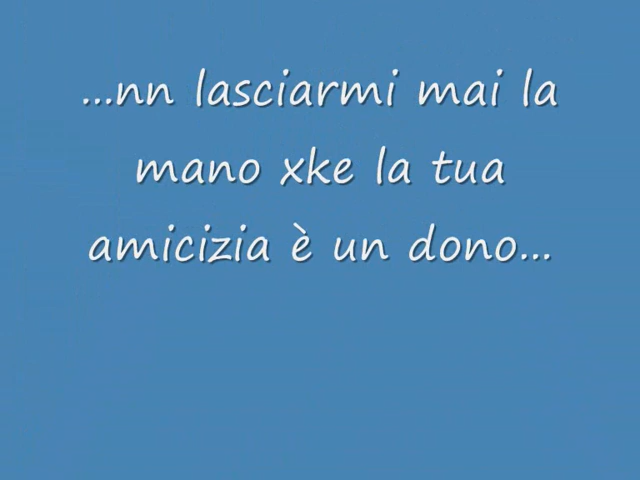 ...nn lasciarmi mai la
mano xke la tua
amicizia è un dono...